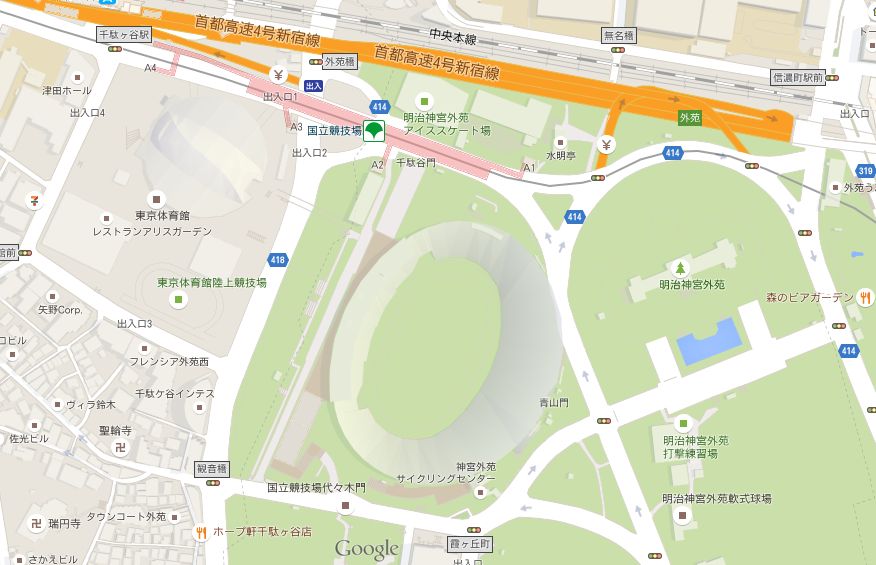 千駄ヶ谷駅
首都高速4号新宿線
中央本線
無名橋
首都高速4号新宿線
外苑橋
A4
津田ホール
¥
出入
信濃町駅前
出入口4
出入口1
414
明治神宮外苑
アイススケート場
外苑
出入口
A3
国立競技場
出入口2
A2
千駄谷門
A1
水明亭
¥
414
319
外苑う
東京体育館
レストランアリスガーデン
414
館前
418
東京体育館陸上競技場
明治神宮外苑
森のビアガーデン
矢野Corp.
出入口3
コロビル
フレンシア外苑西
414
ヴィラ鈴木
千駄ケ谷インテス
青山門
佐光ビル
聖輪寺
明治神宮外苑
打撃練習場
観音橋
神宮外苑
サイクリングセンター
国立競技場代々木門
明治神宮外苑軟式球場
瑞円寺
タウンコート外苑
ホープ軒千駄ヶ谷店
霞ヶ丘町
Google
さかえビル
出入口